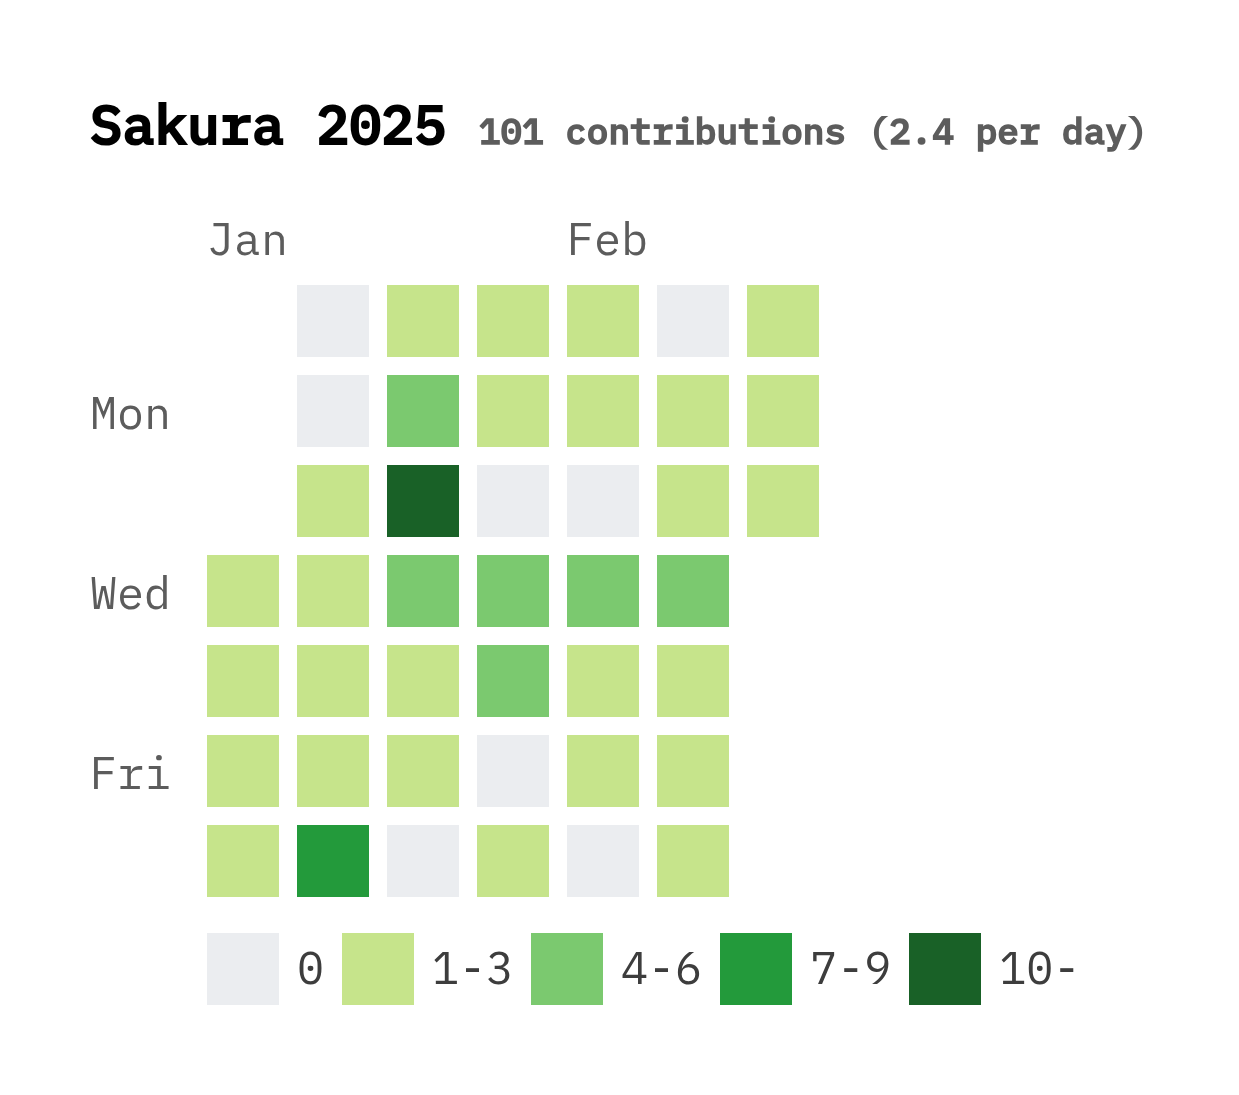 Sakura 2025 101 contributions (2.4 per day)
Jan Feb
Mon
Wed
Fri
0 1-3 4-6 7-9 10-